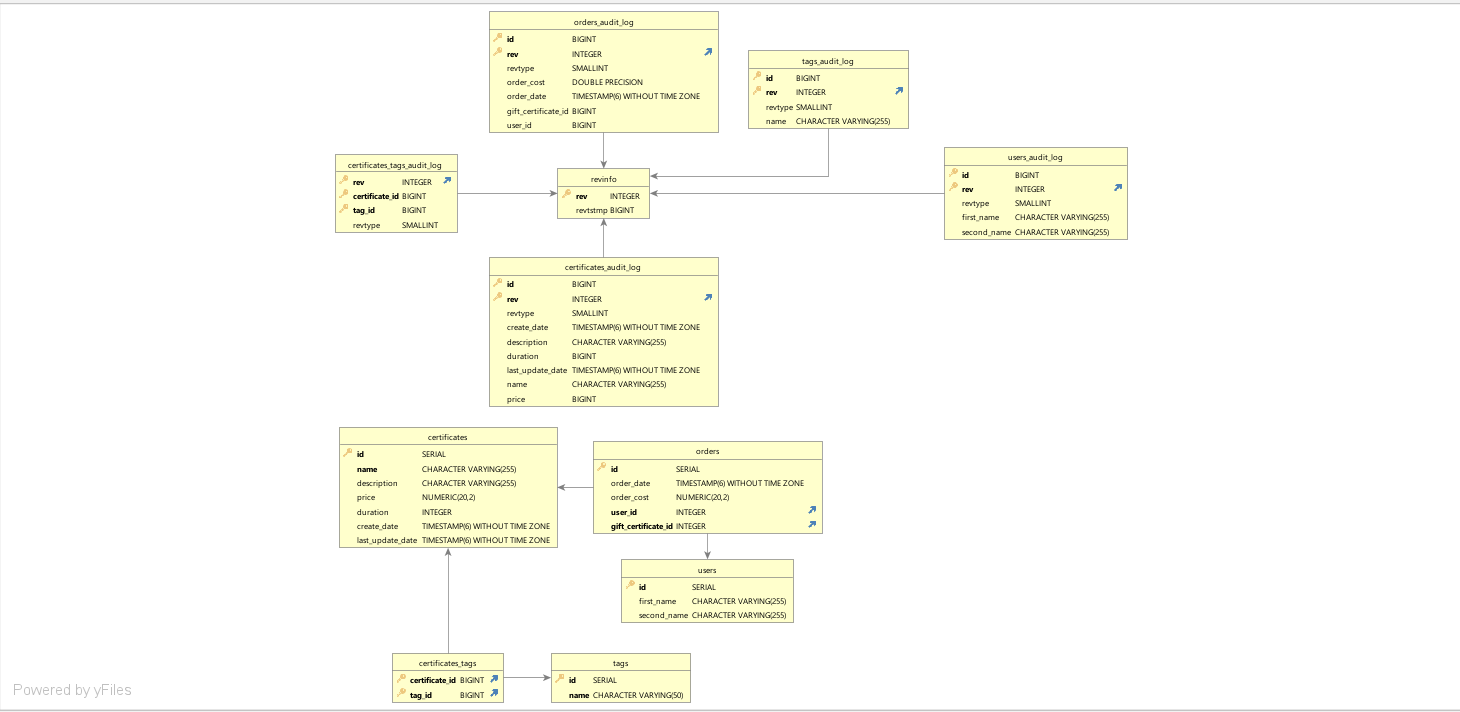 orders_audit_log
id BIGINT
rev INTEGER
revtype SMALLINT
order_cost DOUBLE PRECISION
order_date TIMESTAMP(6) WITHOUT TIME ZONE
gift_certificate_id BIGINT
user_id BIGINT
tags_audit_log
id BIGINT
rev INTEGER
revtype SMALLINT
name CHARACTER VARYING(255)
certificates_tags_audit_log
rev INTEGER
certificate_id BIGINT
tag_id BIGINT
revtype SMALLINT
revinfo
rev INTEGER
revtstmp BIGINT
users_audit_log
id BIGINT
rev INTEGER
revtype SMALLINT
first_name CHARACTER VARYING(255)
second_name CHARACTER VARYING(255)
certificates_audit_log
id BIGINT
rev INTEGER
revtype SMALLINT
create_date TIMESTAMP(6) WITHOUT TIME ZONE
description CHARACTER VARYING(255)
duration BIGINT
last_update_date TIMESTAMP(6) WITHOUT TIME ZONE
name CHARACTER VARYING(255)
price BIGINT
certificates
id SERIAL
name CHARACTER VARYING(255)
description CHARACTER VARYING(255)
price NUMERIC(20,2)
duration INTEGER
create_date TIMESTAMP(6) WITHOUT TIME ZONE
last_update_date TIMESTAMP(6) WITHOUT TIME ZONE
orders
id SERIAL
order_date TIMESTAMP(6) WITHOUT TIME ZONE
order_cost NUMERIC(20,2)
user_id INTEGER
gift_certificate_id INTEGER
users
id SERIAL
first_name CHARACTER VARYING(255)
second_name CHARACTER VARYING(255)
certificates_tags
certificate_id BIGINT
tag_id BIGINT
tags
id SERIAL
name CHARACTER VARYING(50)
Powered by yFiles